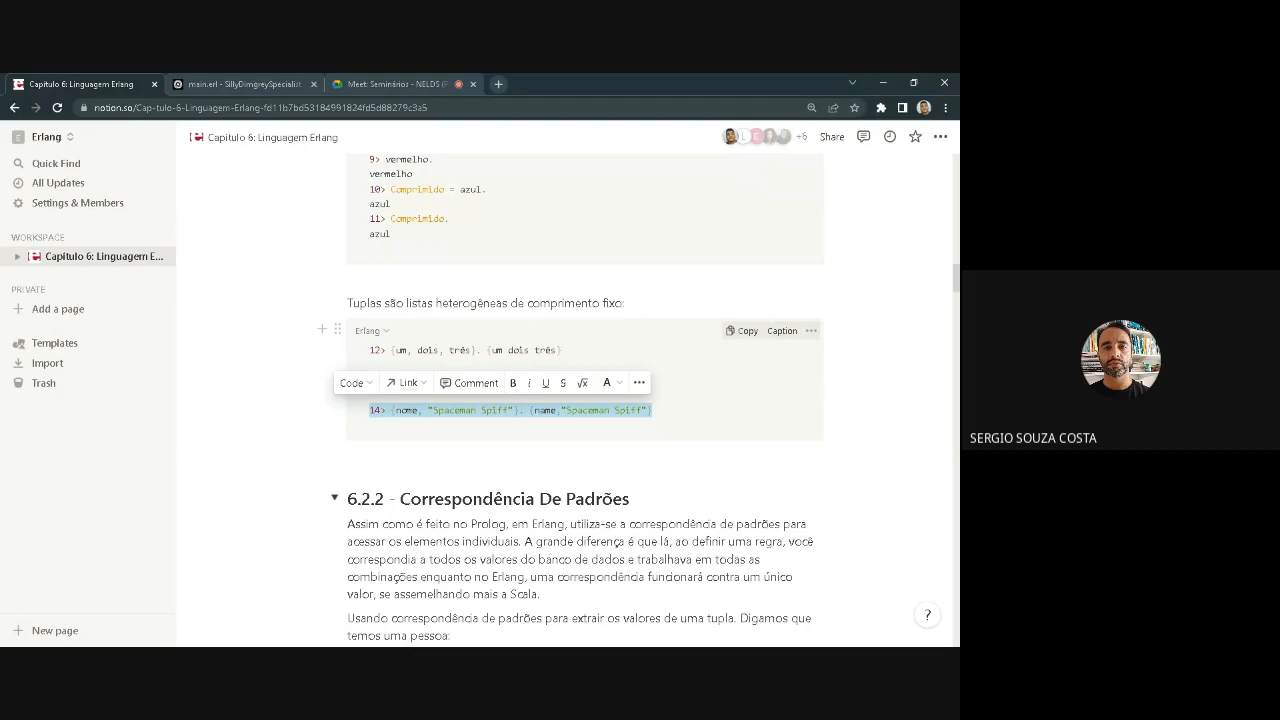 Capítulo 6: Linguagem Erlang
main.erl - SillyDimgreySpecialist
Meet: Seminários - NELDS (P
notion.so/Cap-tulo-6-Linguagem-Erlang-fd11b7bd53184991824fd5d88279c3a5
Erlang
Capítulo 6: Linguagem Erlang
+6
Share
Quick Find
All Updates
Settings & Members
WORKSPACE
Capítulo 6: Linguagem E...
PRIVATE
Add a page
Templates
Import
Trash
New page
9> vermelho.
vermelho
10> Comprimido = azul.
azul
11> Comprimido.
azul
Tuplas são listas heterogêneas de comprimento fixo:
Erlang
Copy
Caption
12> {um, dois, três}. {um dois três}
Code
Link
Comment
B
i
U
S
√x
A
14> {nome, "Spaceman Spiff"}. {name,"Spaceman Spiff"}
6.2.2 - Correspondência De Padrões
Assim como é feito no Prolog, em Erlang, utiliza-se a correspondência de padrões para
acessar os elementos individuais. A grande diferença é que lá, ao definir uma regra, você
correspondia a todos os valores do banco de dados e trabalhava em todas as
combinações enquanto no Erlang, uma correspondência funcionará contra um único
valor, se assemelhando mais a Scala.
Usando correspondência de padrões para extrair os valores de uma tupla. Digamos que
temos uma pessoa:
?
SERGIO SOUZA COSTA